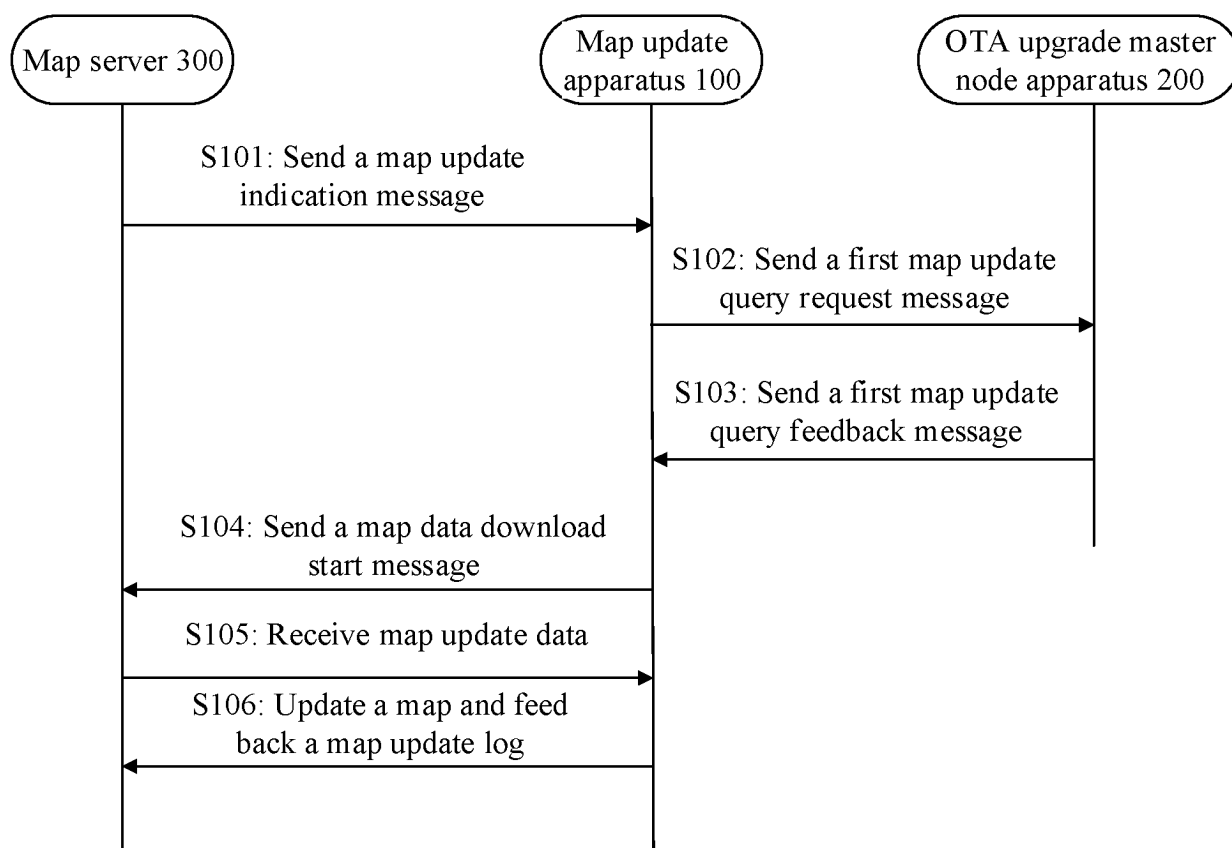 Map server 300
Map update
apparatus 100
OTA upgrade master
node apparatus 200
S101: Send a map update
indication message
S102: Send a first map update
query request message
S103: Send a first map update
query feedback message
S104: Send a map data download
start message
S105: Receive map update data
S106: Update a map and feed
back a map update log